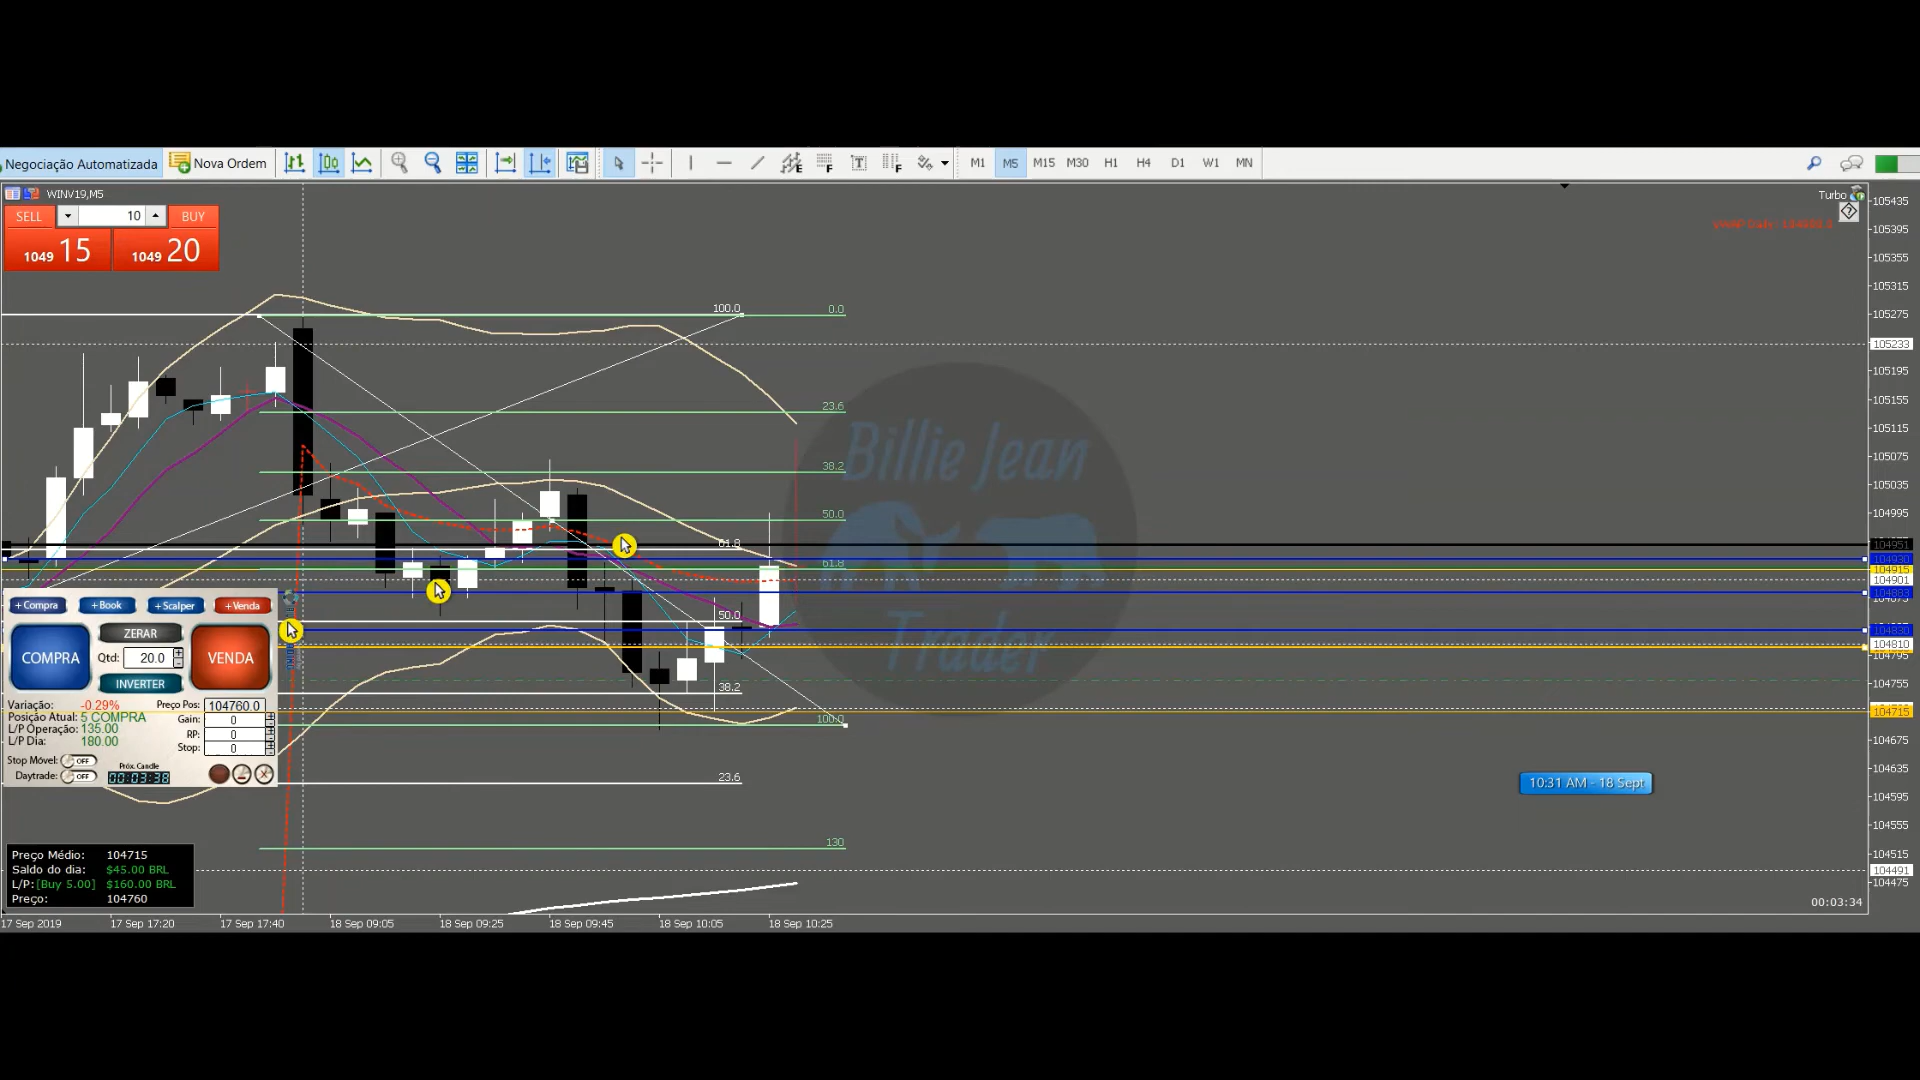 Negociação Automatizada Nova Ordem M1 M5 M15 M30 H1 H4 D1 W1 MN
WINV19,M5
Turbo
SELL 10 BUY
1049 15 1049 20
105435
105395
105355
105315
105275
105233
105195
105155
105115
105075
105035
104995
104951
104930
104915
104901
104883
104830
104810
104795
104755
104715
104675
104635
104595
104555
104515
104491
104475
100.0 0.0
23.6
38.2
50.0
61.8
61.8
50.0
38.2
100.0
23.6
130
Billie Jean
Trader
+ Compra + Book + Scalper + Venda
COMPRA ZERAR VENDA
Qtd: 20.0
INVERTER
Variação: -0.29% Preço Pos: 104760.0
Posição Atual: 5 COMPRA Gain: 0
L/P Operação: 135.00 RP: 0
L/P Dia: 180.00 Stop: 0
Stop Móvel: OFF Próx. Candle
Daytrade: OFF 00:03:38
10:31 AM - 18 Sept
Preço Médio: 104715
Saldo do dia: $45.00 BRL
L/P:[Buy 5.00] $160.00 BRL
Preço: 104760
00:03:34
17 Sep 2019 17 Sep 17:20 17 Sep 17:40 18 Sep 09:05 18 Sep 09:25 18 Sep 09:45 18 Sep 10:05 18 Sep 10:25